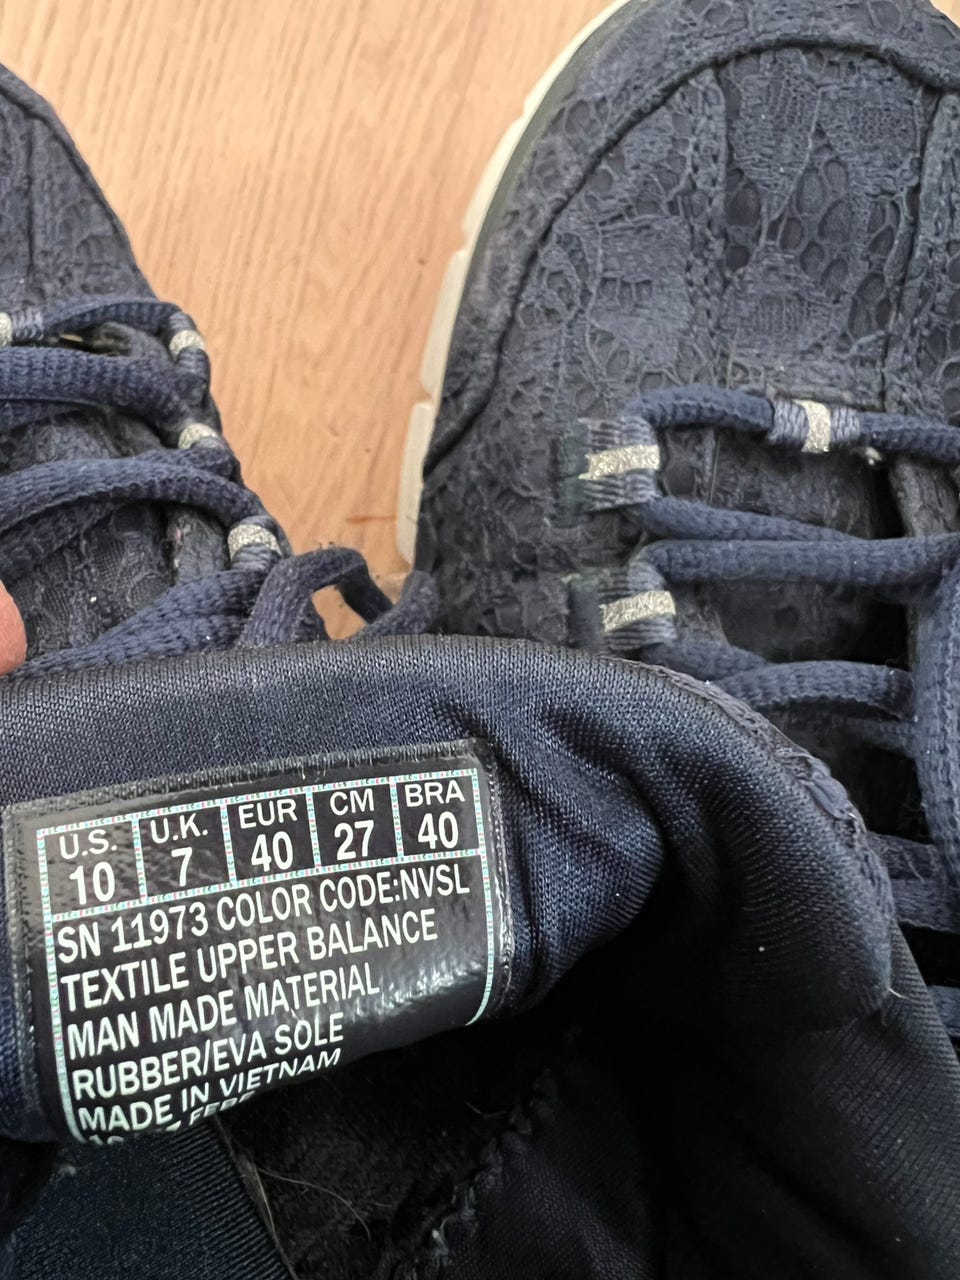 U.S. U.K. EUR CM BRA
10 7 40 27 40
SN 11973 COLOR CODE:NVSL
TEXTILE UPPER BALANCE
MAN MADE MATERIAL
RUBBER/EVA SOLE
MADE IN VIETNAM